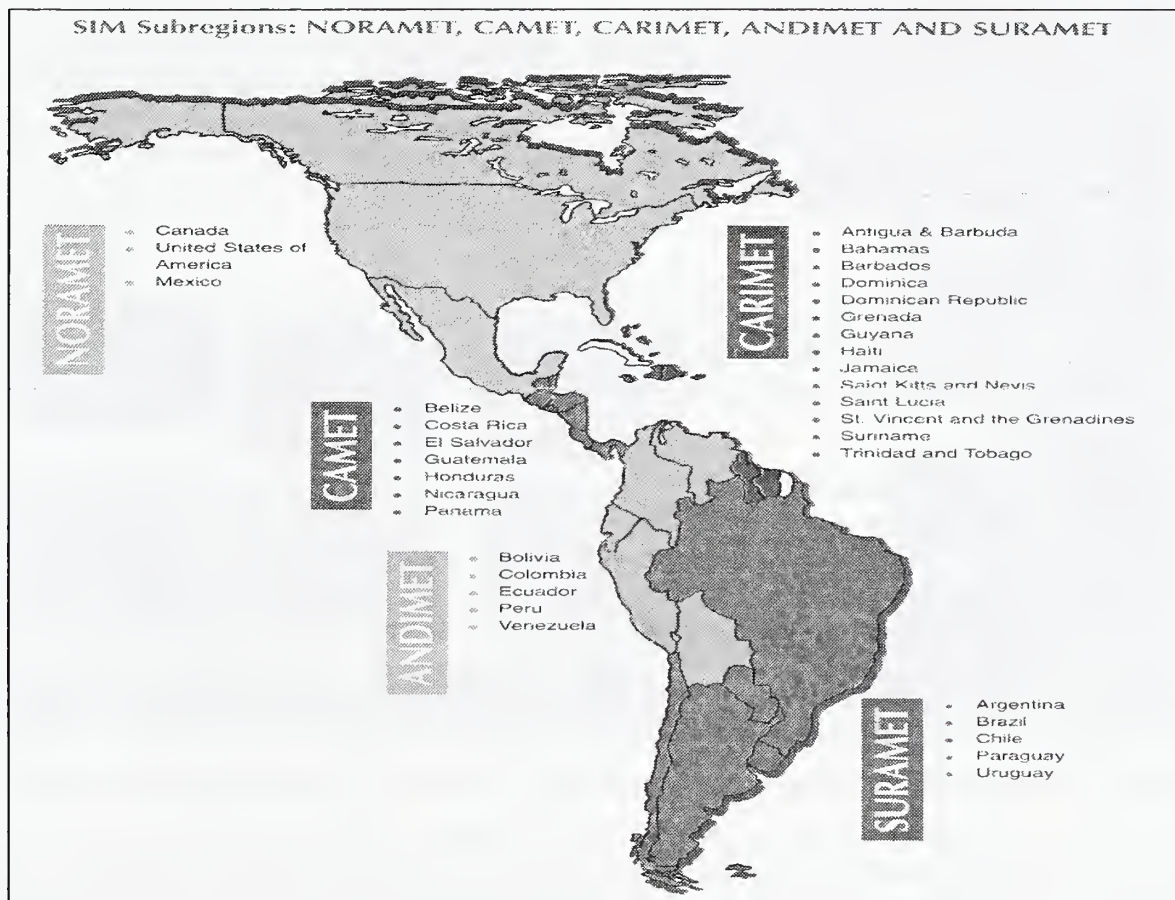 SIM Subregions: NORAMET, CAMET, CARIMET, ANDIMET AND SURAMET
NORAMET
Canada
United States of
America
Mexico
CARIMET
Antigua & Barbuda
Bahamas
Barbados
Dominica
Dominican Republic
Grenada
Guyana
Haiti
Jamaica
Saint Kitts and Nevis
Saint Lucia
St. Vincent and the Grenadines
Suriname
Trinidad and Tobago
CAMET
Belize
Costa Rica
El Salvador
Guatemala
Honduras
Nicaragua
Panama
ANDIMET
Bolivia
Colombia
Ecuador
Peru
Venezuela
SURAMET
Argentina
Brazil
Chile
Paraguay
Uruguay